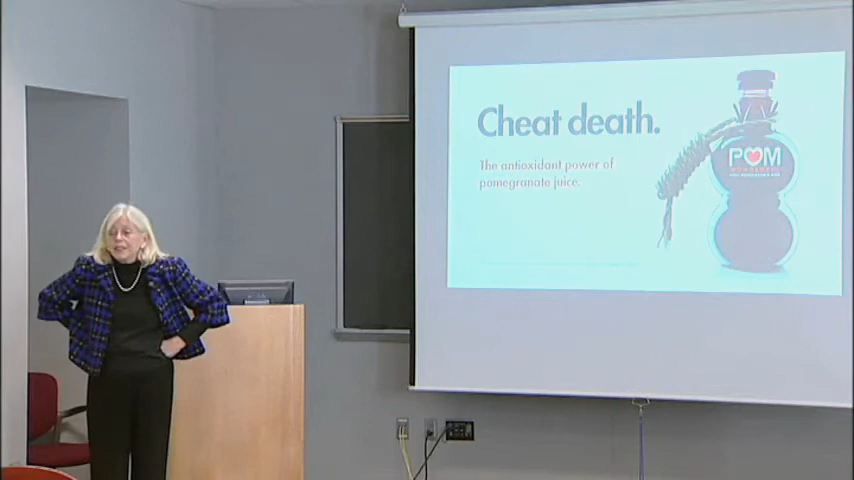 Cheat death.
The antioxidant power of
pomegranate juice.
POM